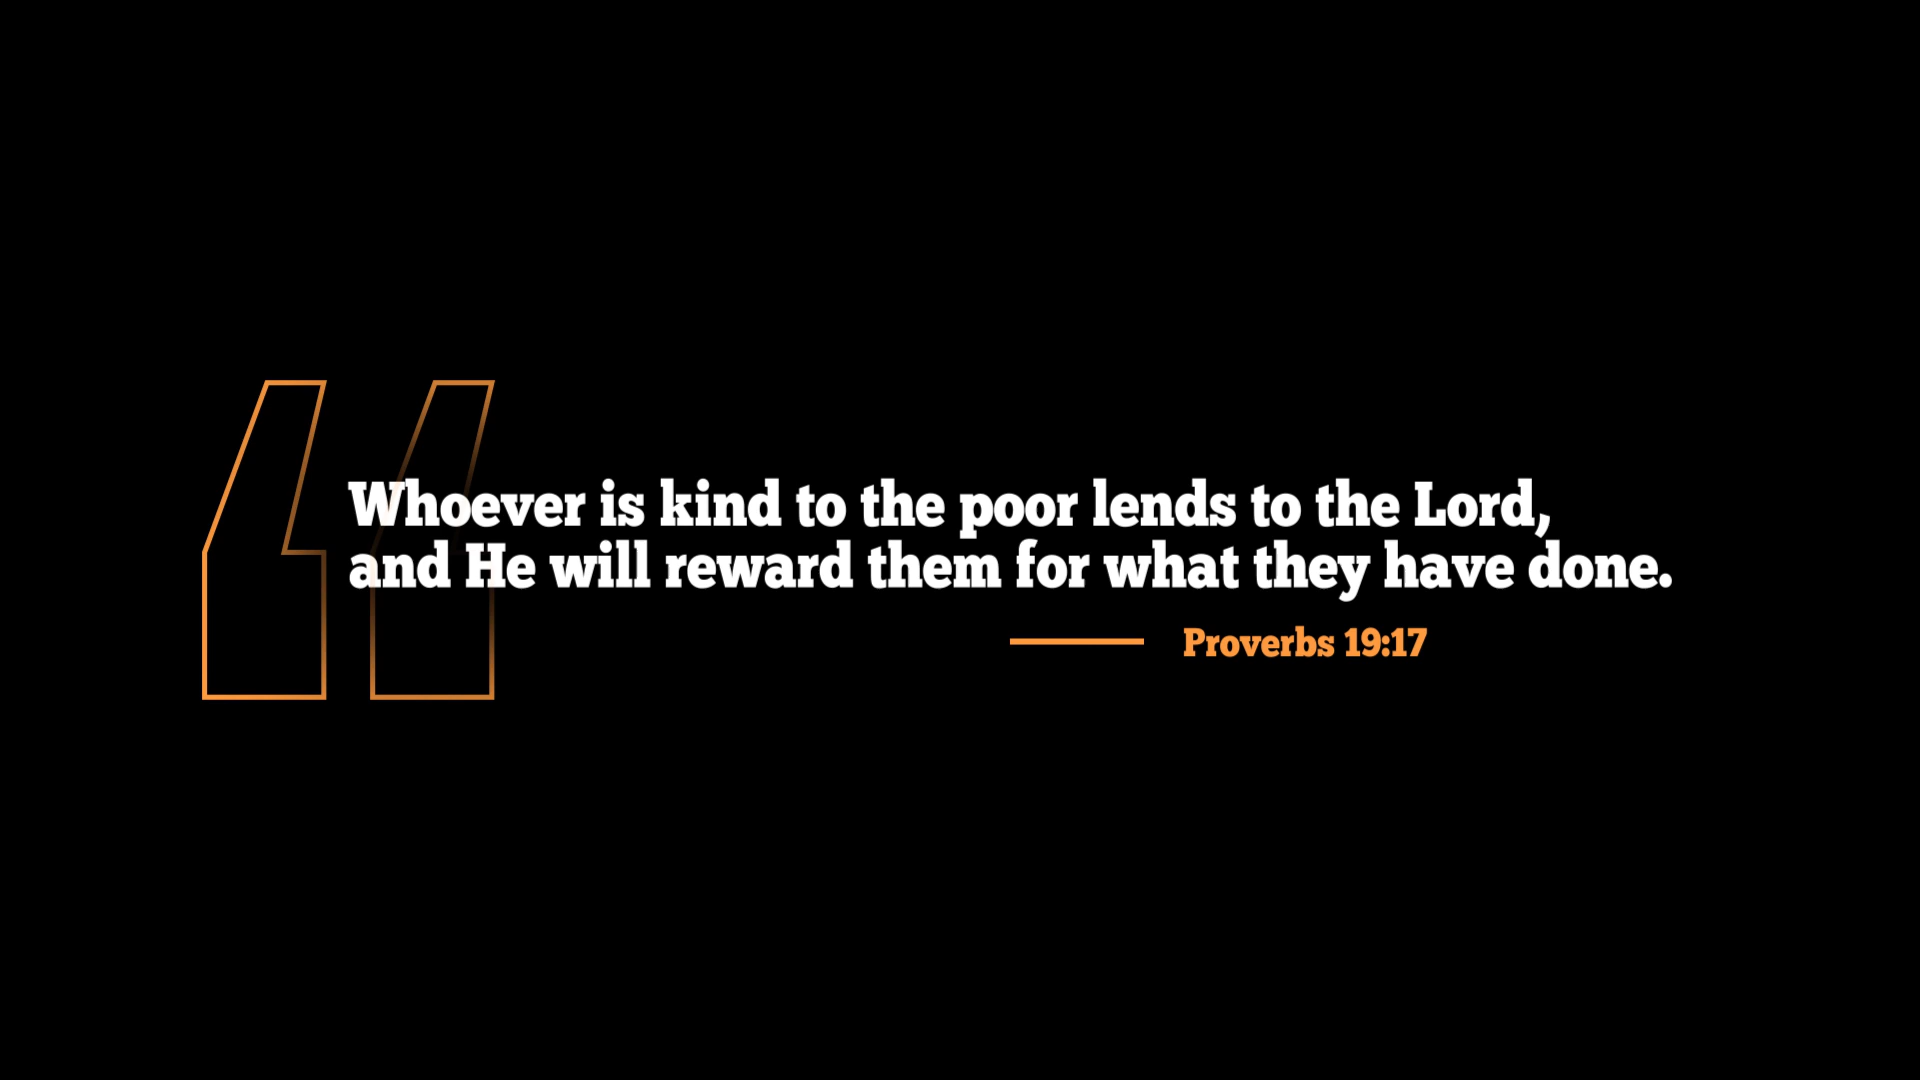 Whoever is kind to the poor lends to the Lord,
and He will reward them for what they have done.
Proverbs 19:17